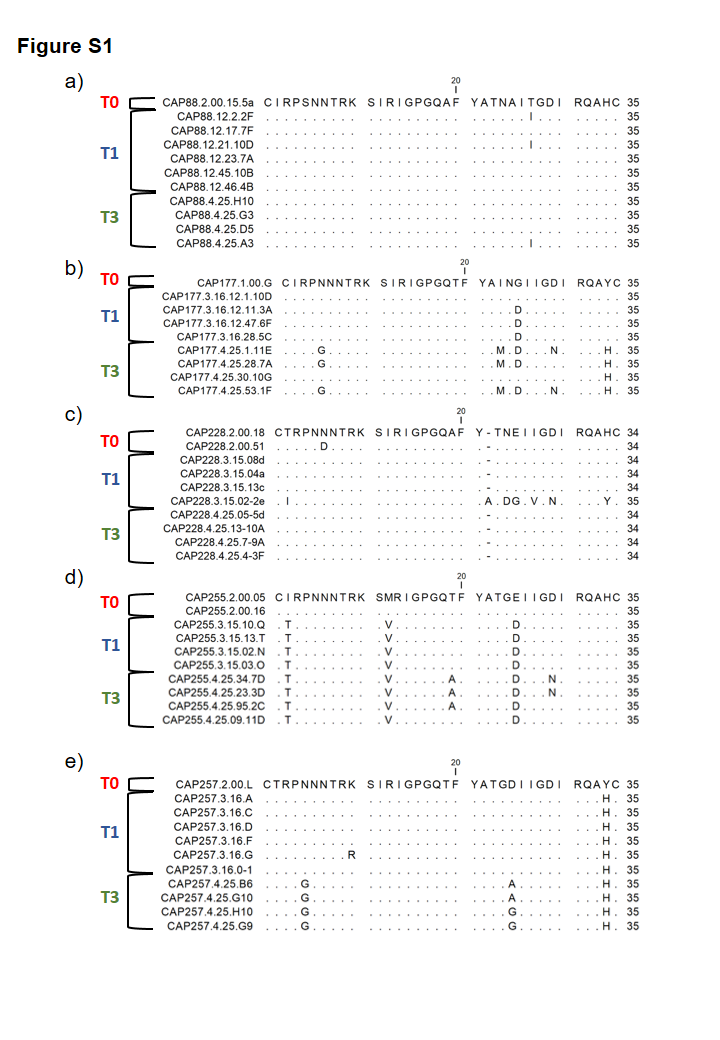 Figure S1
a)
20
T0
CAP88.2.00.15.5a CIRPSNNTRK SIRIGPGQAF YATNAITGDI RQAHC 35
T1
CAP88.12.2.2F .......... .......... ......I... ..... 35
CAP88.12.17.7F .......... .......... .......... ..... 35
CAP88.12.21.10D .......... .......... ......I... ..... 35
CAP88.12.23.7A .......... .......... .......... ..... 35
CAP88.12.45.10B .......... .......... .......... ..... 35
CAP88.12.46.4B .......... .......... .......... ..... 35
T3
CAP88.4.25.H10 .......... .......... .......... ..... 35
CAP88.4.25.G3 .......... .......... .......... ..... 35
CAP88.4.25.D5 .......... .......... .......... ..... 35
CAP88.4.25.A3 .......... .......... ......I... ..... 35
b)
20
T0
CAP177.1.00.G CIRPNNNTRK SIRIGPGQTF YAINGIIGDI RQAYC 35
T1
CAP177.3.16.12.1.10D .......... .......... .......... ..... 35
CAP177.3.16.12.11.3A .......... .......... ....D..... ..... 35
CAP177.3.16.12.47.6F .......... .......... ....D..... ..... 35
CAP177.3.16.28.5C .......... .......... ....D..... ..... 35
T3
CAP177.4.25.1.11E ....G..... .......... ..M.D...N. ...H. 35
CAP177.4.25.28.7A ....G..... .......... ..M.D..... ...H. 35
CAP177.4.25.30.10G .......... .......... .......... ..... 35
CAP177.4.25.53.1F ....G..... .......... ..M.D...N. ...H. 35
c)
20
T0
CAP228.2.00.18 CTRPNNNTRK SIRIGPGQAF Y-TNEIIGDI RQAHC 34
CAP228.2.00.51 .....D.... .......... .-........ ..... 34
T1
CAP228.3.15.08d .......... .......... .-........ ..... 34
CAP228.3.15.04a .......... .......... .-........ ..... 34
CAP228.3.15.13c .......... .......... .-........ ..... 34
CAP228.3.15.02-2e .I........ .......... .A.DG.V.N. ...Y. 35
T3
CAP228.4.25.05-5d .......... .......... .-........ ..... 34
CAP228.4.25.13-10A .......... .......... .-........ ..... 34
CAP228.4.25.7-9A .......... .......... .-........ ..... 34
CAP228.4.25.4-3F .......... .......... .-........ ..... 34
d)
20
T0
CAP255.2.00.05 CIRPNNNTRK SMRIGPGQTF YATGEIIGDI RQAHC 35
CAP255.2.00.16 .......... .......... .......... ..... 35
T1
CAP255.3.15.10.Q .T........ .V........ ....D..... ..... 35
CAP255.3.15.13.T .T........ .V........ ....D..... ..... 35
CAP255.3.15.02.N .T........ .V........ ....D..... ..... 35
CAP255.3.15.03.O .T........ .V........ ....D..... ..... 35
T3
CAP255.4.25.34.7D .T........ .V......A. ....D...N. ..... 35
CAP255.4.25.23.3D .T........ .V......A. ....D...N. ..... 35
CAP255.4.25.95.2C .T........ .V......A. ....D..... ..... 35
CAP255.4.25.09.11D .T........ .V........ ....D..... ..... 35
e)
20
T0
CAP257.2.00.L CTRPNNNTRK SIRIGPGQTF YATGDIIGDI RQAYC 35
T1
CAP257.3.16.A .......... .......... .......... ...H. 35
CAP257.3.16.C .......... .......... .......... ...H. 35
CAP257.3.16.D .......... .......... .......... ...H. 35
CAP257.3.16.F .......... .......... .......... ...H. 35
CAP257.3.16.G .........R .......... .......... ...H. 35
CAP257.3.16.0-1 .......... .......... .......... ...H. 35
T3
CAP257.4.25.B6 ....G..... .......... ....A..... ...H. 35
CAP257.4.25.G10 ....G..... .......... ....A..... ...H. 35
CAP257.4.25.H10 ....G..... .......... ....G..... ...H. 35
CAP257.4.25.G9 ....G..... .......... ....G..... ...H. 35